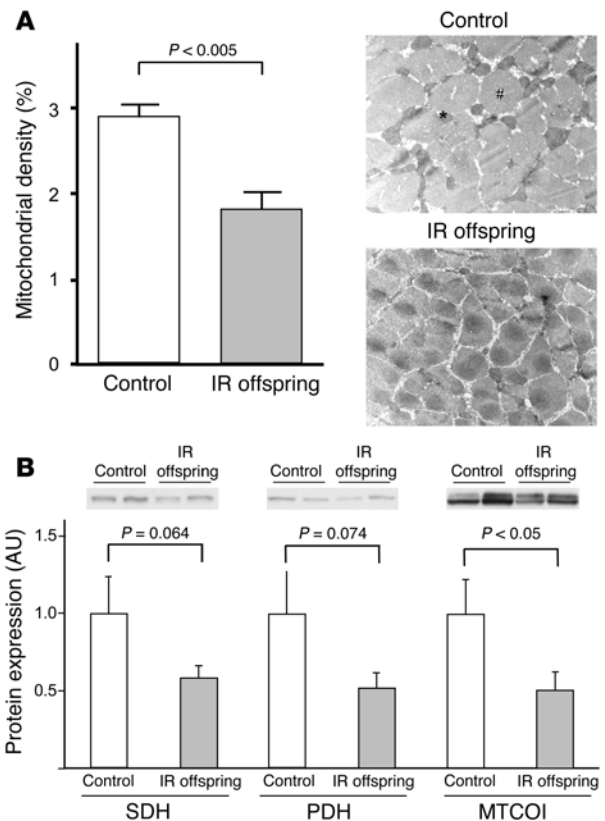 A
Mitochondrial density (%)
3
2
1
0
P < 0.005
Control
IR offspring
Control
#
*
IR offspring
B
Control
IR
offspring
Control
IR
offspring
Control
IR
offspring
Protein expression (AU)
1.5
1.0
0.5
P = 0.064
P = 0.074
P < 0.05
Control IR offspring
Control IR offspring
Control IR offspring
SDH
PDH
MTCOI